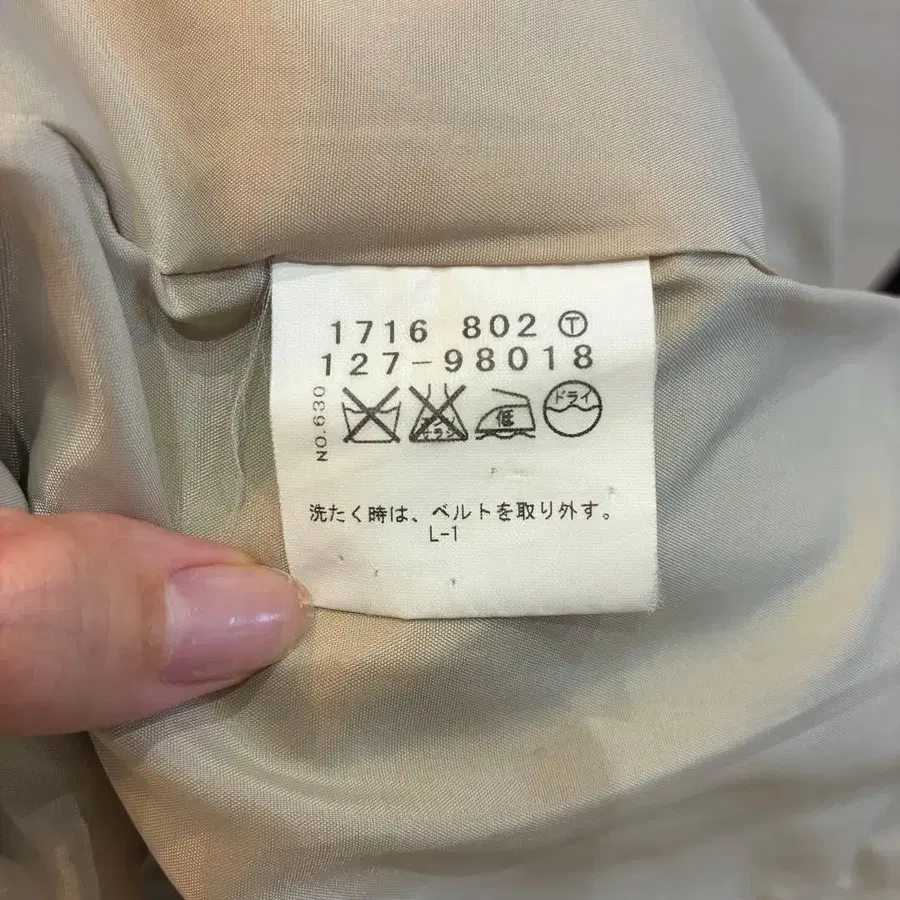 1716 802 Ⓣ
127-98018
NO.630
低
ドライ
洗たく時は、ベルトを取り外す。
L-1